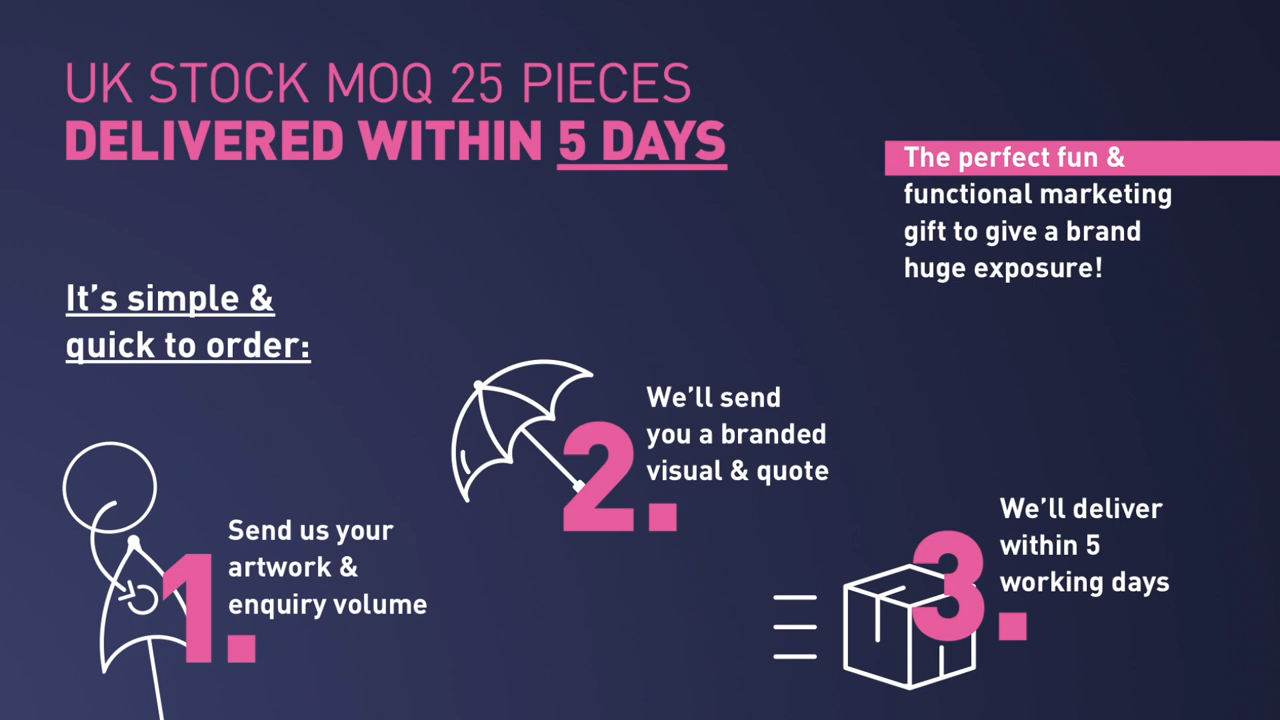 UK STOCK MOQ 25 PIECES
DELIVERED WITHIN 5 DAYS
The perfect fun &
functional marketing
gift to give a brand
huge exposure!
It’s simple &
quick to order:
1.
Send us your
artwork &
enquiry volume
2.
We’ll send
you a branded
visual & quote
3.
We’ll deliver
within 5
working days